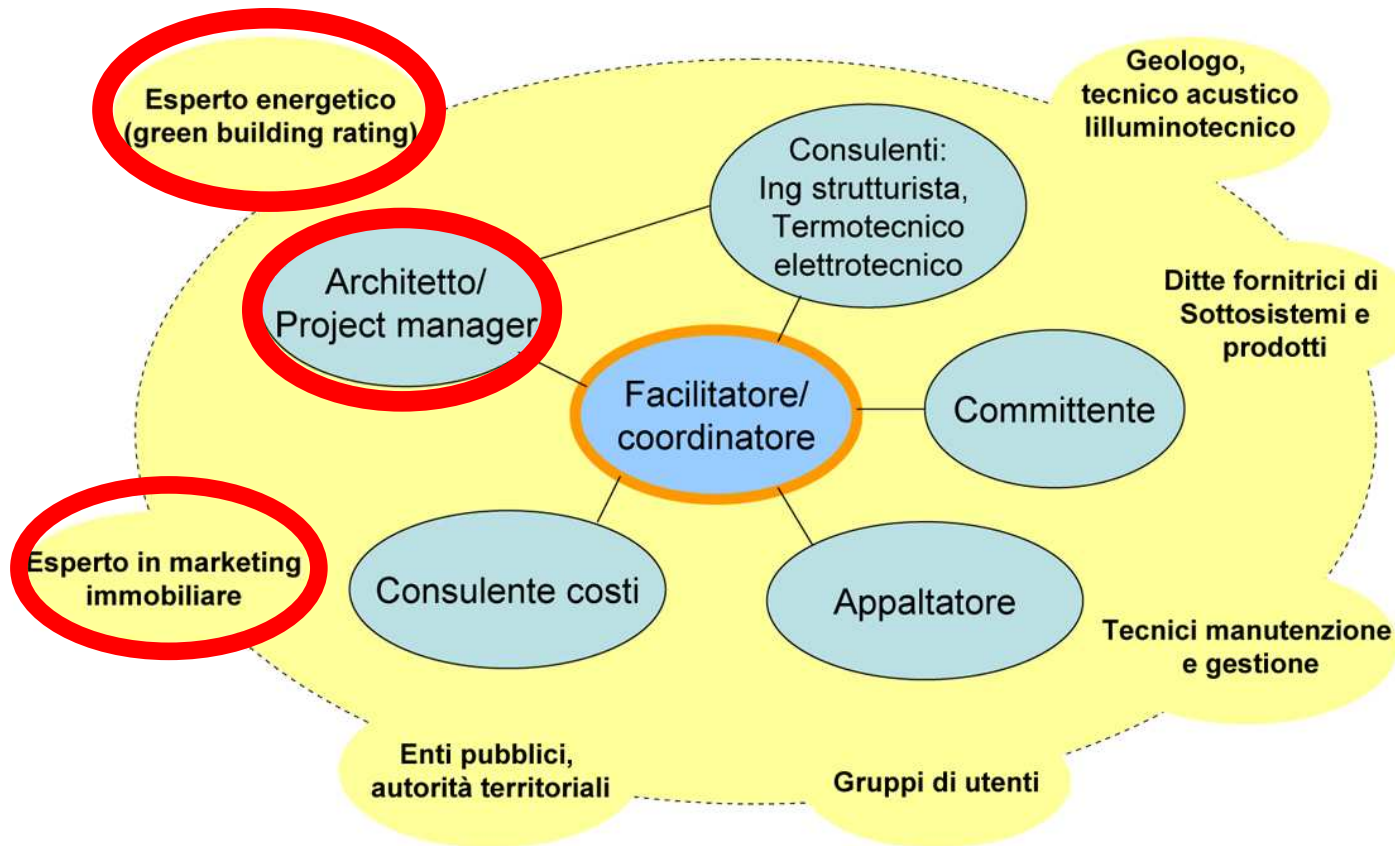 Esperto energetico
(green building rating)
Geologo,
tecnico acustico
lilluminotecnico
Consulenti:
Ing strutturista,
Termotecnico
elettrotecnico
Architetto/
Project manager
Ditte fornitrici di
Sottosistemi e
prodotti
Facilitatore/
coordinatore
Committente
Esperto in marketing
immobiliare
Consulente costi
Appaltatore
Tecnici manutenzione
e gestione
Enti pubblici,
autorità territoriali
Gruppi di utenti